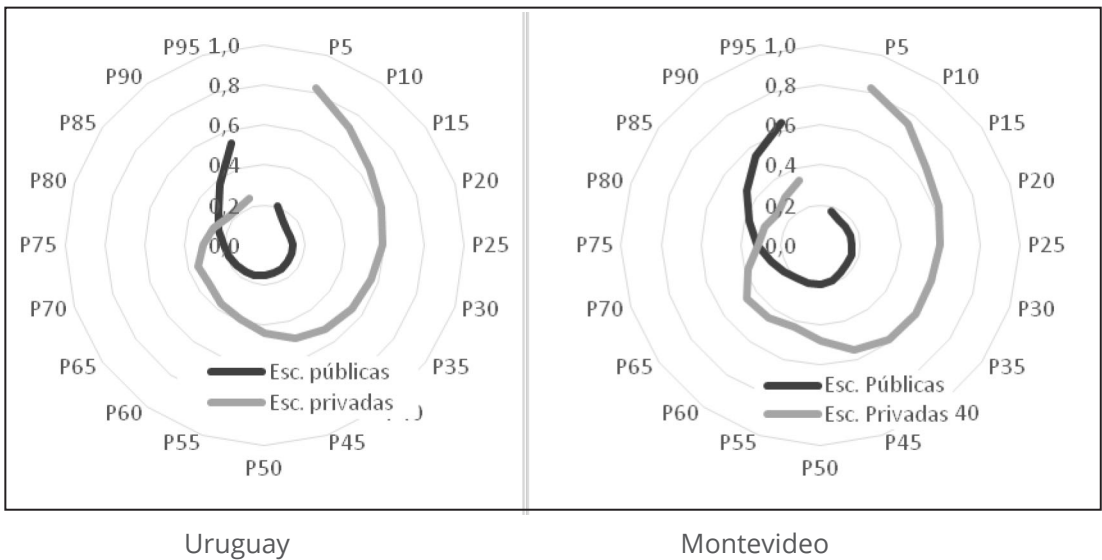 P95 1,0 P5
P90 P10
P85 0,8 P15
0,6
P80 0,4 P20
0,2
P75 0,0 P25
P70 P30
P65 P35
Esc. públicas
Esc. privadas
P60
P55 P45
P50
P95 1,0 P5
P90 P10
P85 0,8 P15
0,6
P80 0,4 P20
0,2
P75 0,0 P25
P70 P30
P65 P35
Esc. Públicas
Esc. Privadas 40
P60
P55 P45
P50
Uruguay
Montevideo